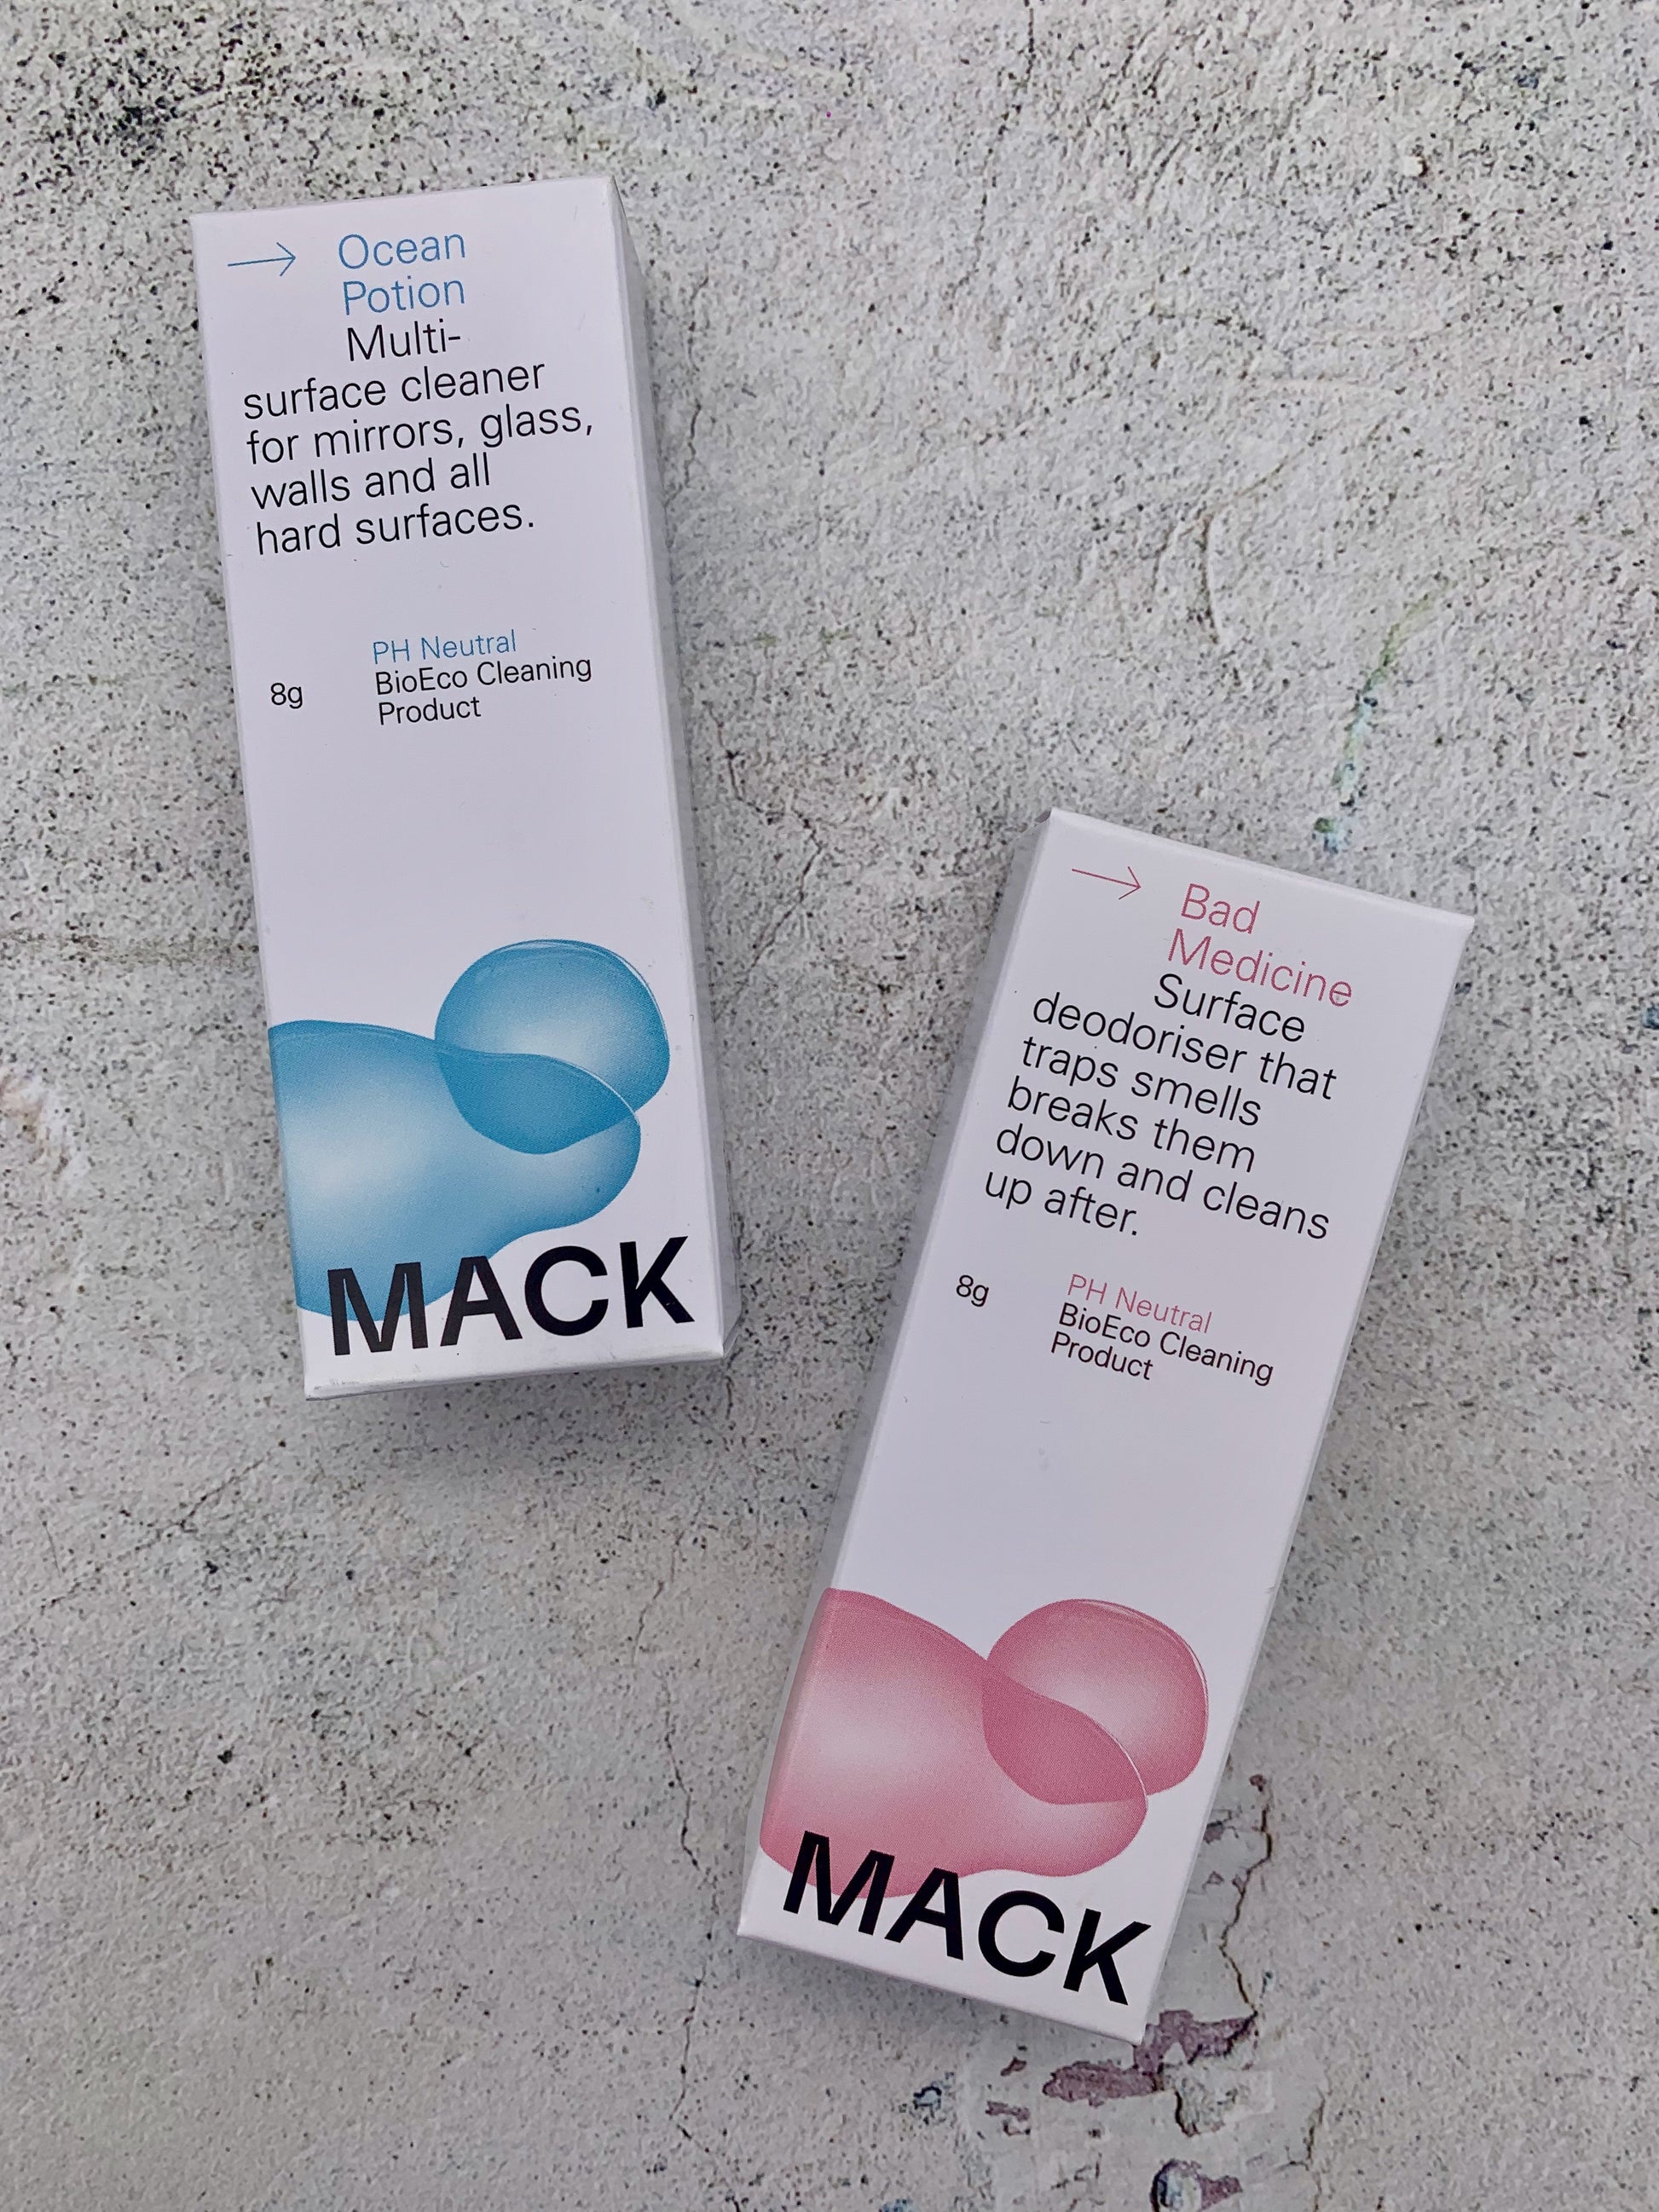 Ocean
Potion
Multi-
surface cleaner
for mirrors, glass,
walls and all
hard surfaces.
8g
PH Neutral
BioEco Cleaning
Product
MACK
Bad
Medicine
Surface
deodoriser that
traps smells
breaks them
down and cleans
up after.
8g
PH Neutral
BioEco Cleaning
Product
MACK